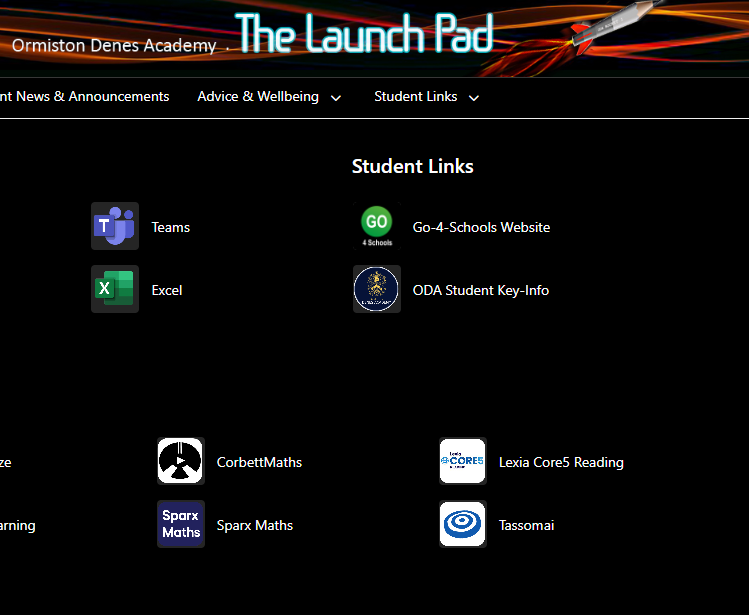 Ormiston Denes Academy . The Launch Pad
nt News & Announcements Advice & Wellbeing Student Links
Student Links
T Teams
GO 4 Schools Go-4-Schools Website
X Excel
ODA Student Key-Info
ze
CorbettMaths
Lexia CORE5 Lexia Core5 Reading
arning
Sparx Maths Sparx Maths
Tassomai